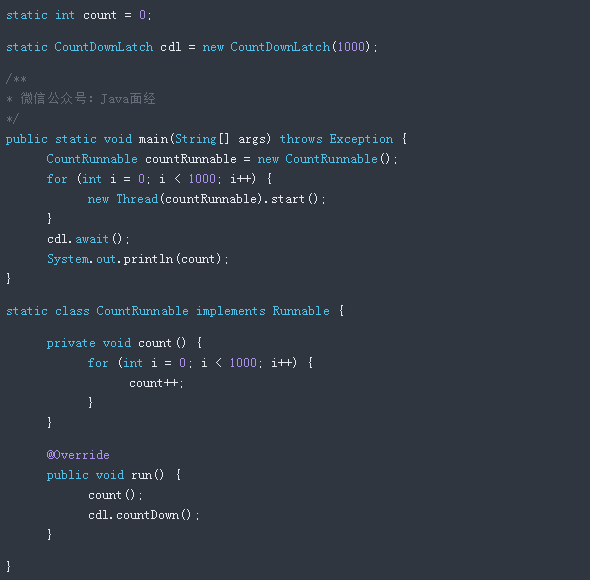 static int count = 0;
static CountDownLatch cdl = new CountDownLatch(1000);
/**
* 微信公众号：Java面经
*/
public static void main(String[] args) throws Exception {
CountRunnable countRunnable = new CountRunnable();
for (int i = 0; i < 1000; i++) {
new Thread(countRunnable).start();
}
cdl.await();
System.out.println(count);
}
static class CountRunnable implements Runnable {
private void count() {
for (int i = 0; i < 1000; i++) {
count++;
}
}
@Override
public void run() {
count();
cdl.countDown();
}
}